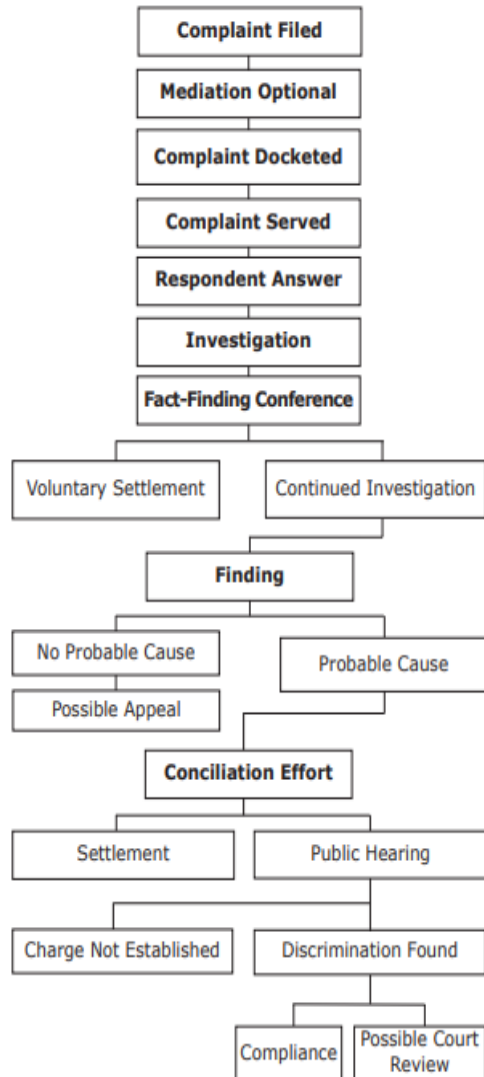 Complaint Filed
Mediation Optional
Complaint Docketed
Complaint Served
Respondent Answer
Investigation
Fact-Finding Conference
Voluntary Settlement
Continued Investigation
Finding
No Probable Cause
Probable Cause
Possible Appeal
Conciliation Effort
Settlement
Public Hearing
Charge Not Established
Discrimination Found
Compliance
Possible Court
Review